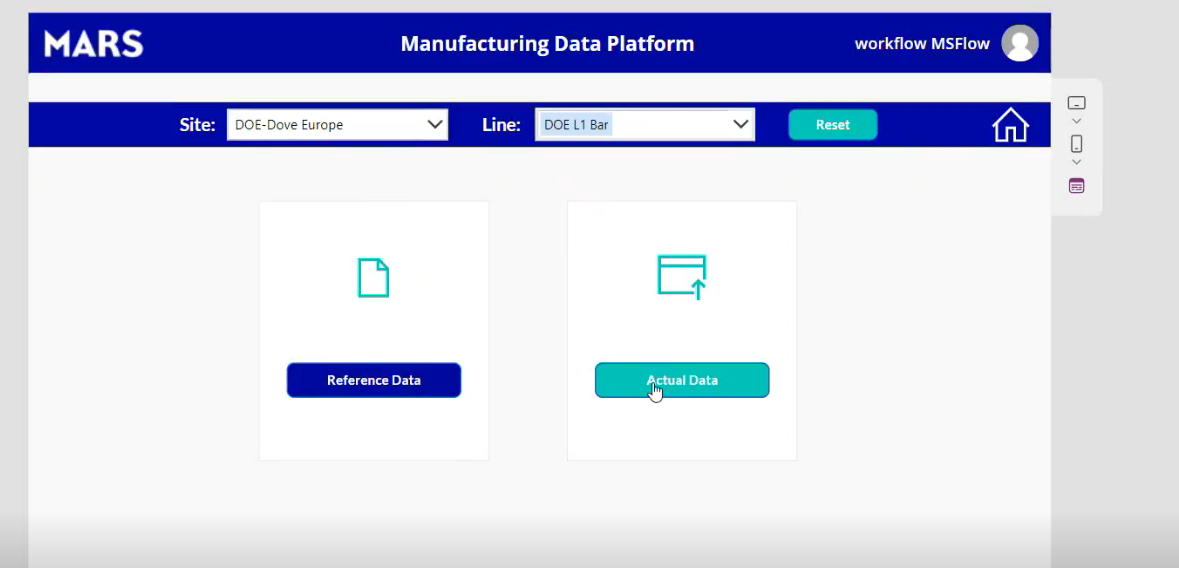 MARS
Manufacturing Data Platform
workflow MSFlow
Site:
DOE-Dove Europe
Line:
DOE L1 Bar
Reset
Reference Data
Actual Data